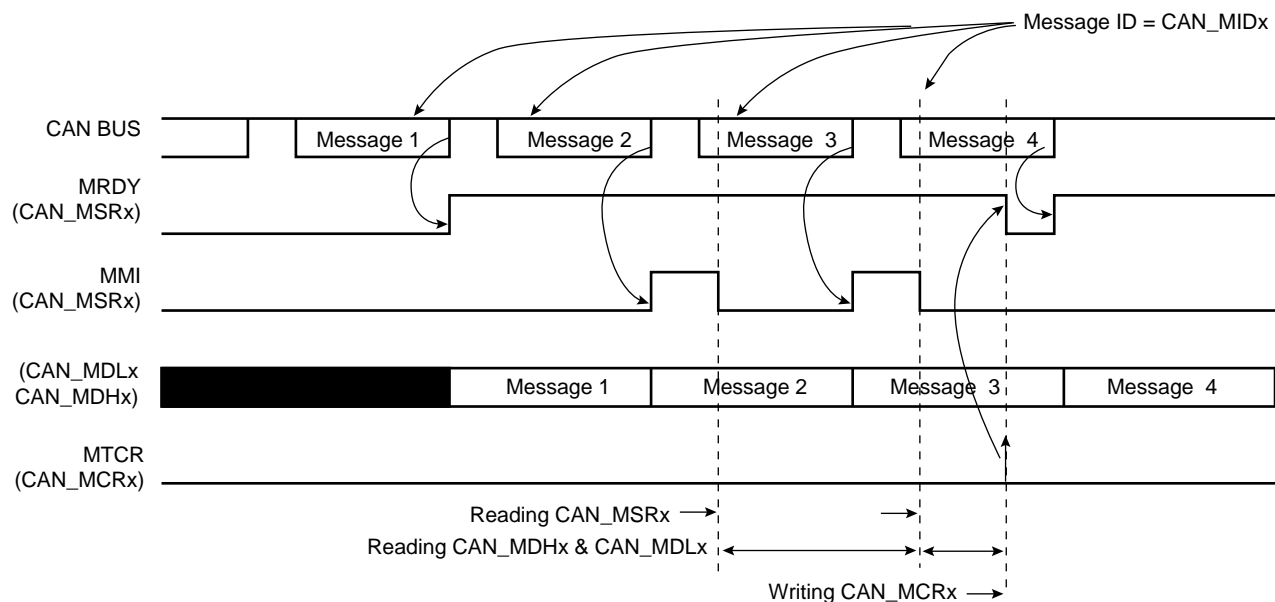 Message ID = CAN_MIDx
CAN BUS
Message 1
Message 2
Message 3
Message 4
MRDY
(CAN_MSRx)
MMI
(CAN_MSRx)
(CAN_MDLx
CAN_MDHx)
Message 1
Message 2
Message 3
Message 4
MTCR
(CAN_MCRx)
Reading CAN_MSRx
Reading CAN_MDHx & CAN_MDLx
Writing CAN_MCRx